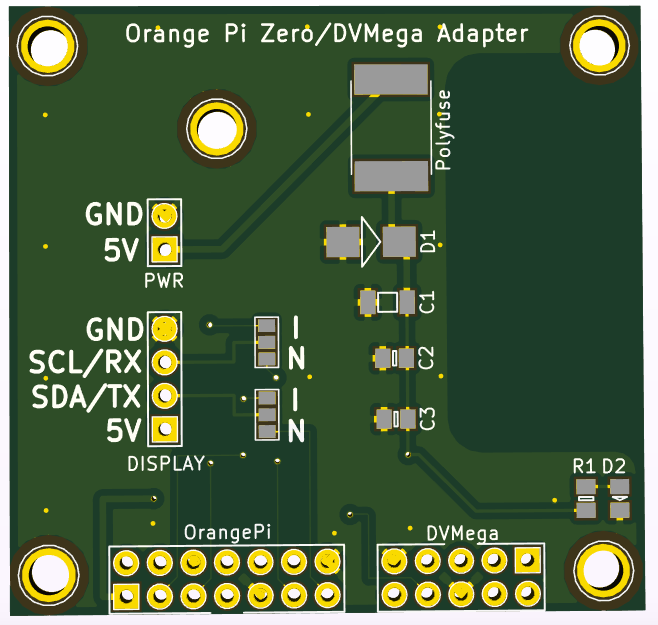 Orange Pi Zero/DVMega Adapter
Polyfuse
GND
5V
PWR
D1
C1
GND
SCL/RX
SDA/TX
5V
DISPLAY
I
N
I
N
C2
C3
R1 D2
OrangePi
DVMega